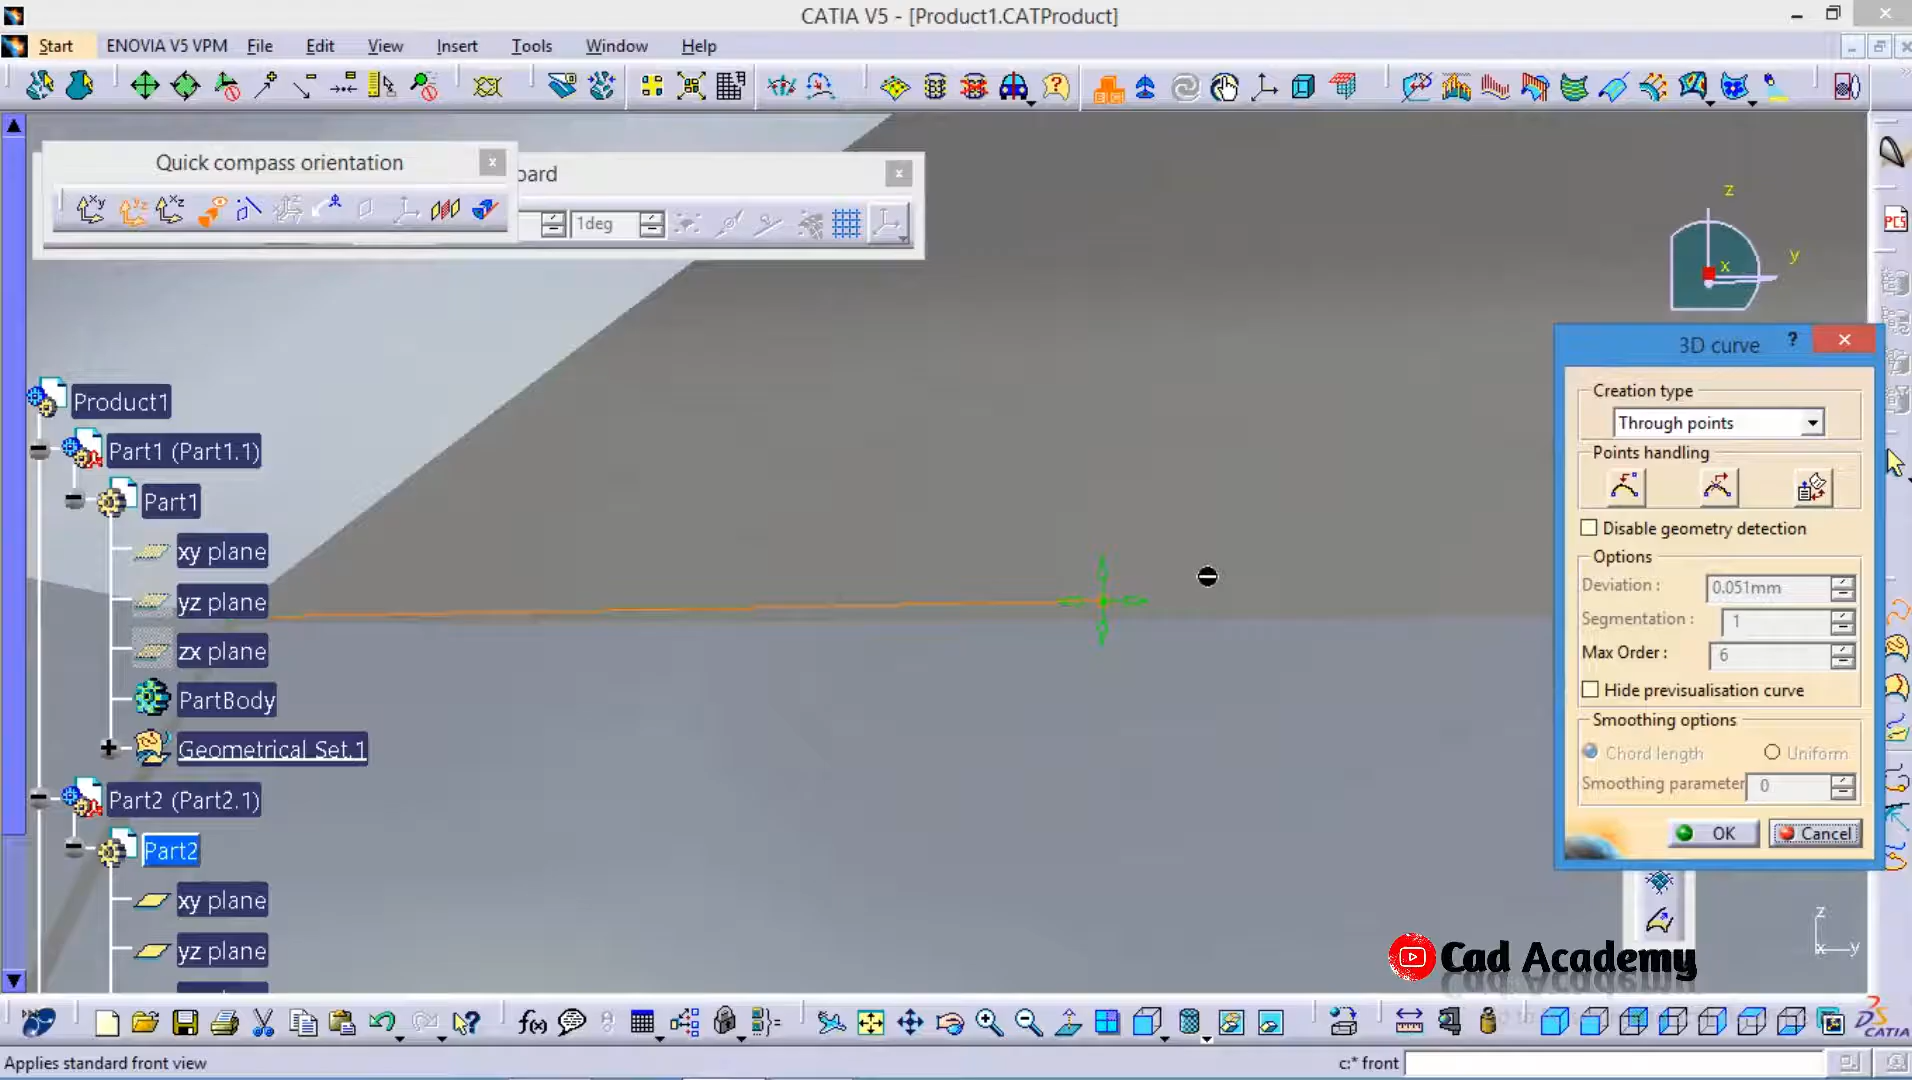 CATIA V5 - [Product1.CATProduct]
Start ENOVIA V5 VPM File Edit View Insert Tools Window Help
Quick compass orientation
oard
1deg
z
y
x
PCS
3D curve ?
Creation type
Through points
Points handling
Disable geometry detection
Options
Deviation : 0.051mm
Segmentation : 1
Max Order : 6
Hide previsualisation curve
Smoothing options
Chord length Uniform
Smoothing parameter 0
OK Cancel
Product1
Part1 (Part1.1)
Part1
xy plane
yz plane
zx plane
PartBody
Geometrical Set.1
Part2 (Part2.1)
Part2
xy plane
yz plane
z
x y
Cad Academy
f(x)
CATIA
Applies standard front view
c:* front